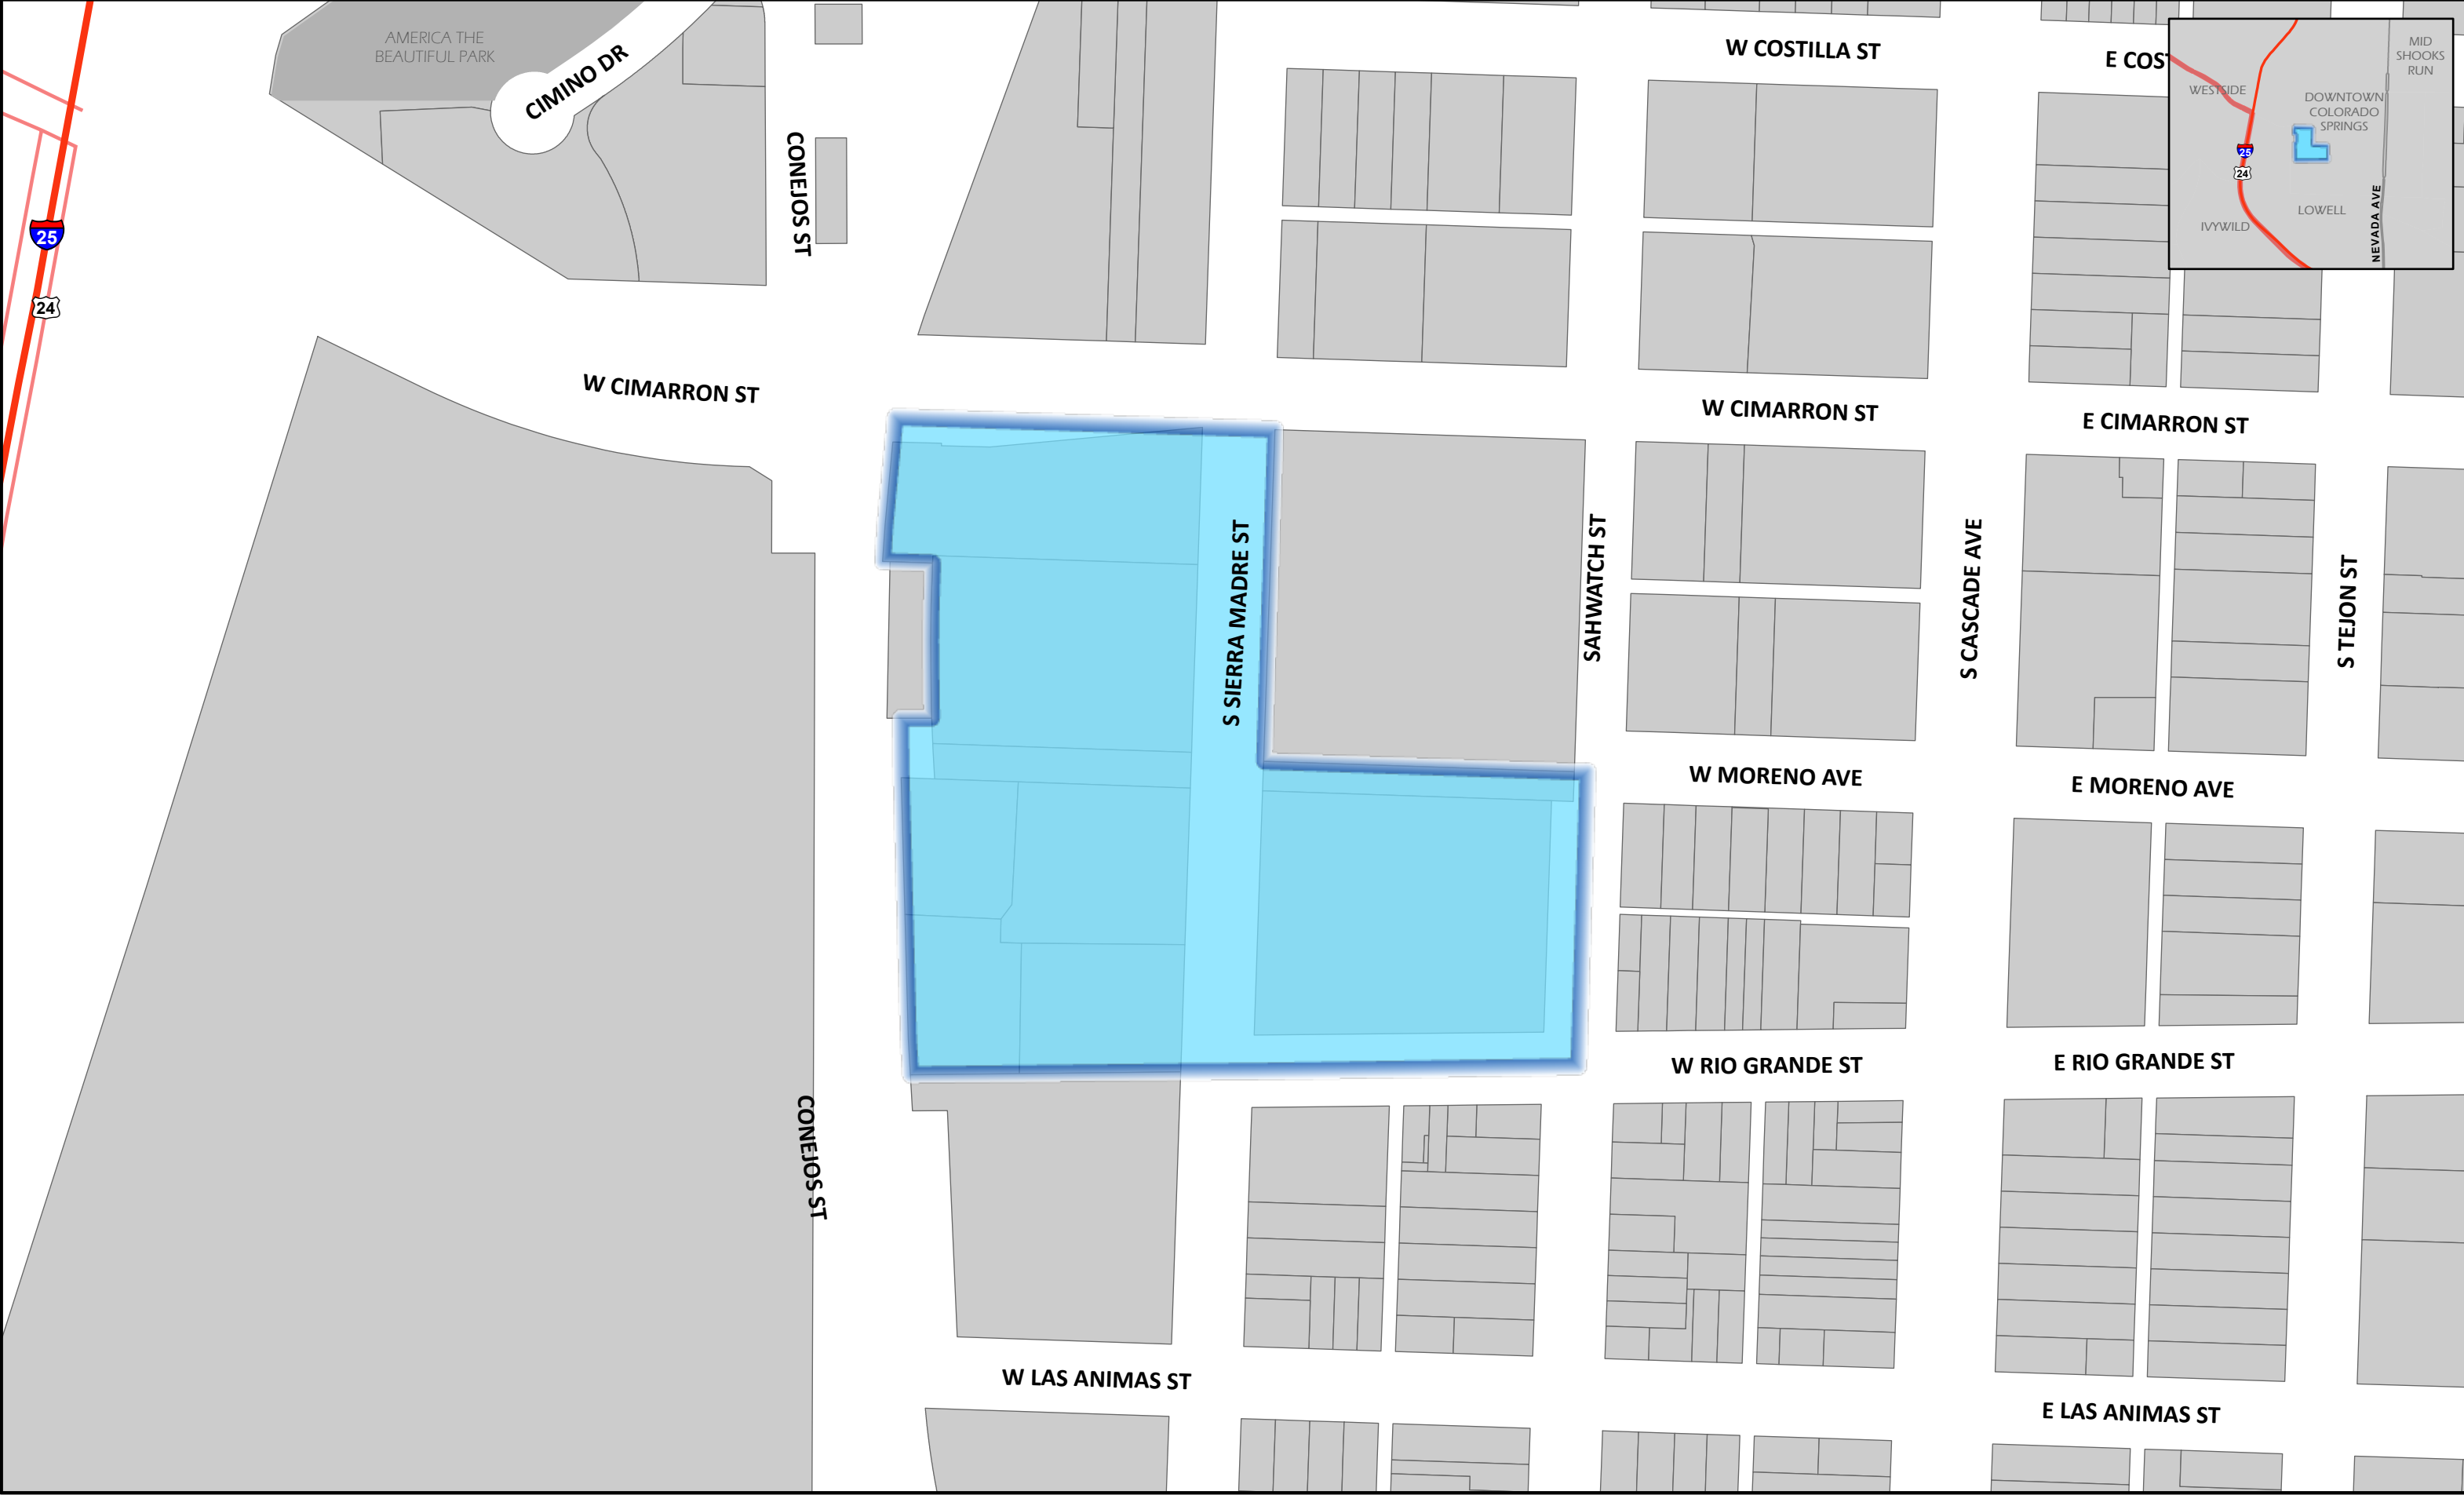 AMERICA THE
BEAUTIFUL PARK
CIMINO DR
W COSTILLA ST
E COS
MID
SHOOKS
RUN
WESTSIDE
DOWNTOWN
COLORADO
SPRINGS
25
24
LOWELL
IVYWILD
NEVADA AVE
CONEJOS ST
25
24
W CIMARRON ST
W CIMARRON ST
E CIMARRON ST
S SIERRA MADRE ST
SAHWATCH ST
S CASCADE AVE
S TEJON ST
W MORENO AVE
E MORENO AVE
W RIO GRANDE ST
E RIO GRANDE ST
CONEJOS ST
W LAS ANIMAS ST
E LAS ANIMAS ST